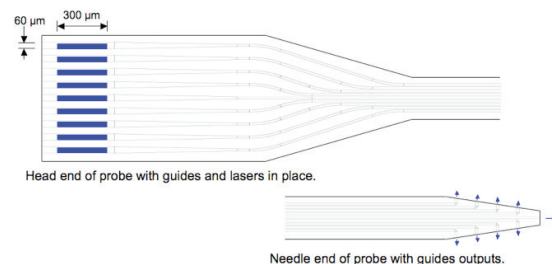 300 µm
60 µm
Head end of probe with guides and lasers in place.
Needle end of probe with guides outputs.